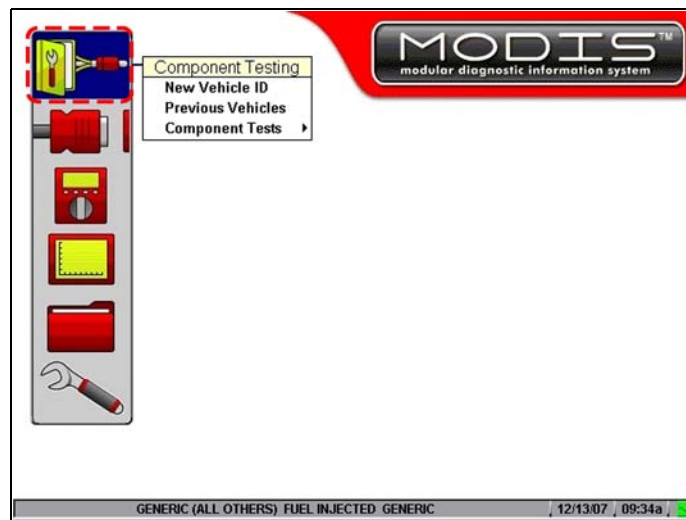 MODIS™
modular diagnostic information system
Component Testing
New Vehicle ID
Previous Vehicles
Component Tests
GENERIC (ALL OTHERS) FUEL INJECTED GENERIC
12/13/07
09:34a